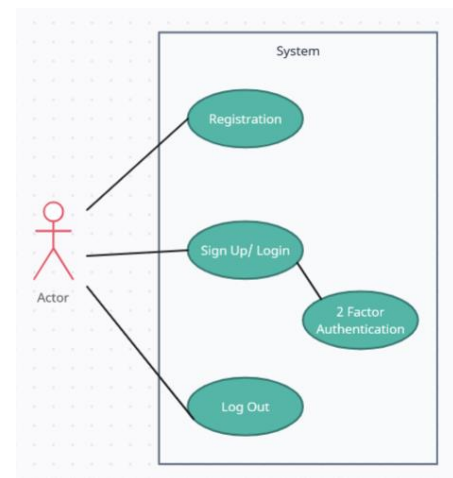 System
Registration
Sign Up/ Login
Actor
2 Factor
Authentication
Log Out